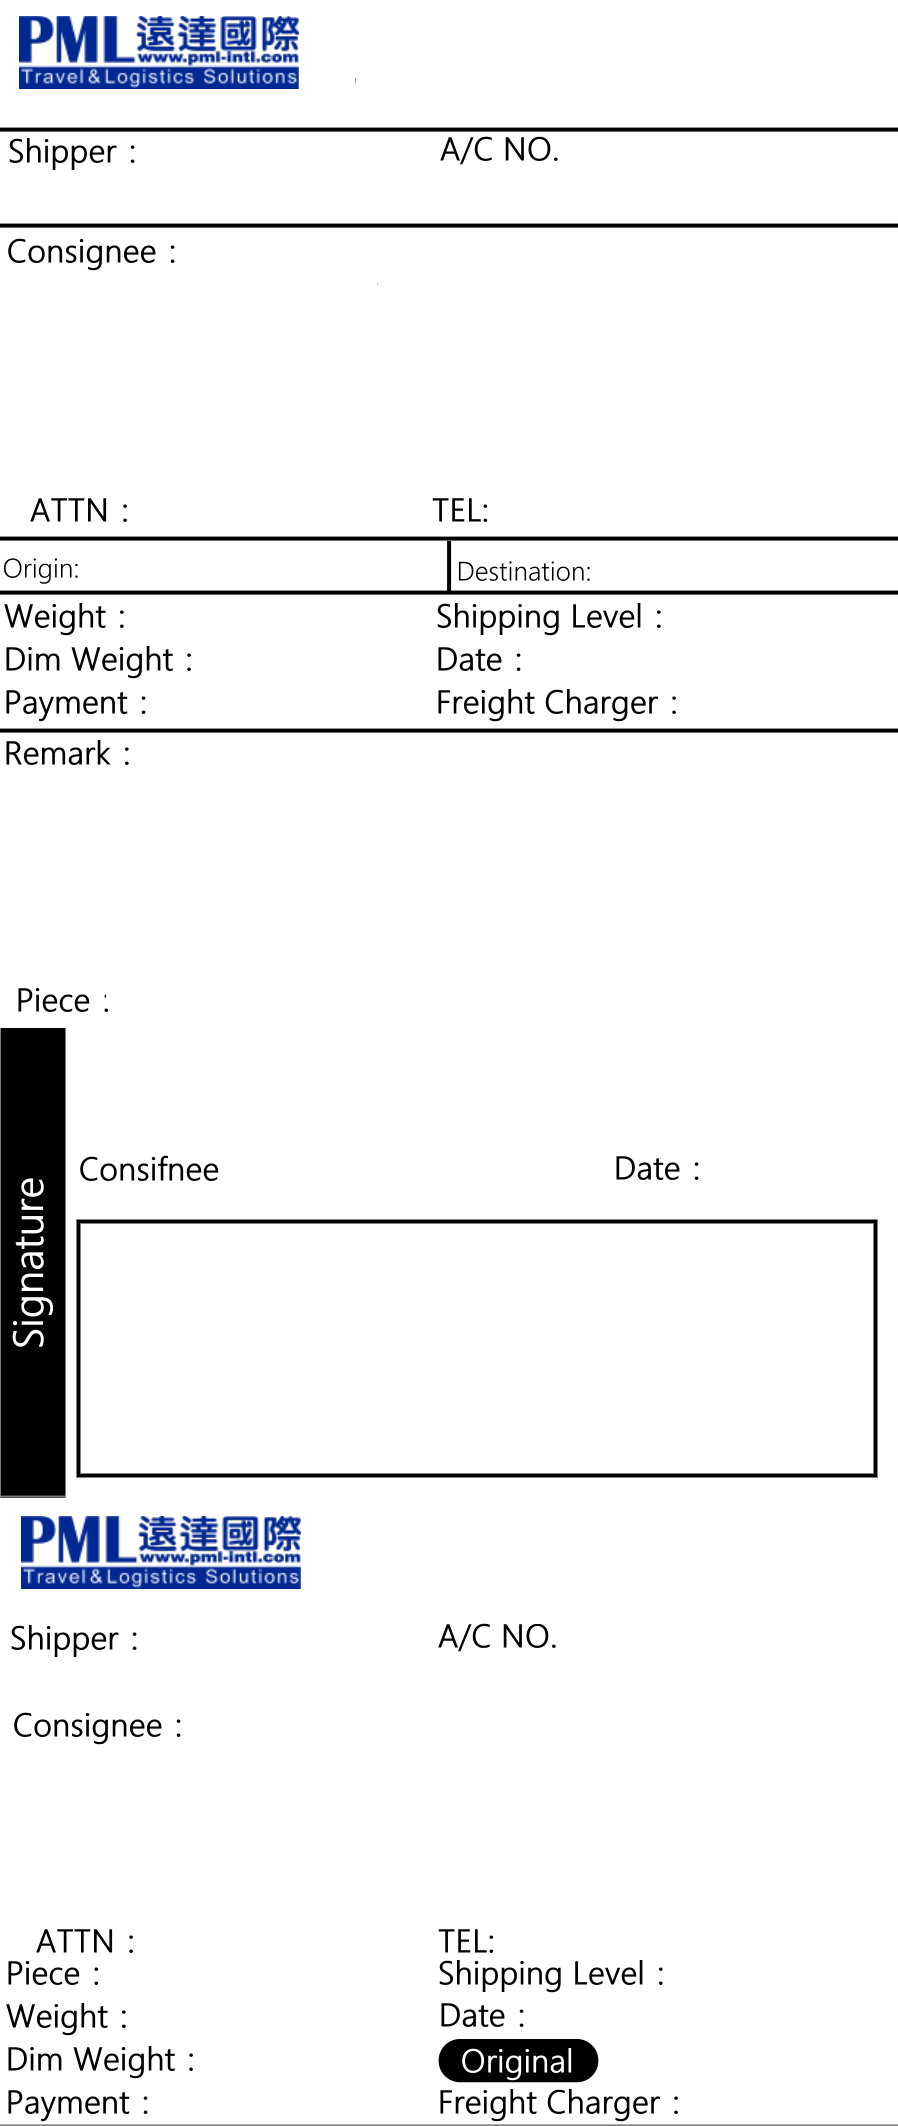 PML 遠達國際
www.pml-intl.com
Travel & Logistics Solutions
Shipper : A/C NO.
Consignee :
ATTN : TEL:
Origin: Destination:
Weight : Shipping Level :
Dim Weight : Date :
Payment : Freight Charger :
Remark :
Piece :
Signature
Consifnee Date :
PML 遠達國際
www.pml-intl.com
Travel & Logistics Solutions
Shipper : A/C NO.
Consignee :
ATTN : TEL:
Piece : Shipping Level :
Weight : Date :
Dim Weight : Original
Payment : Freight Charger :